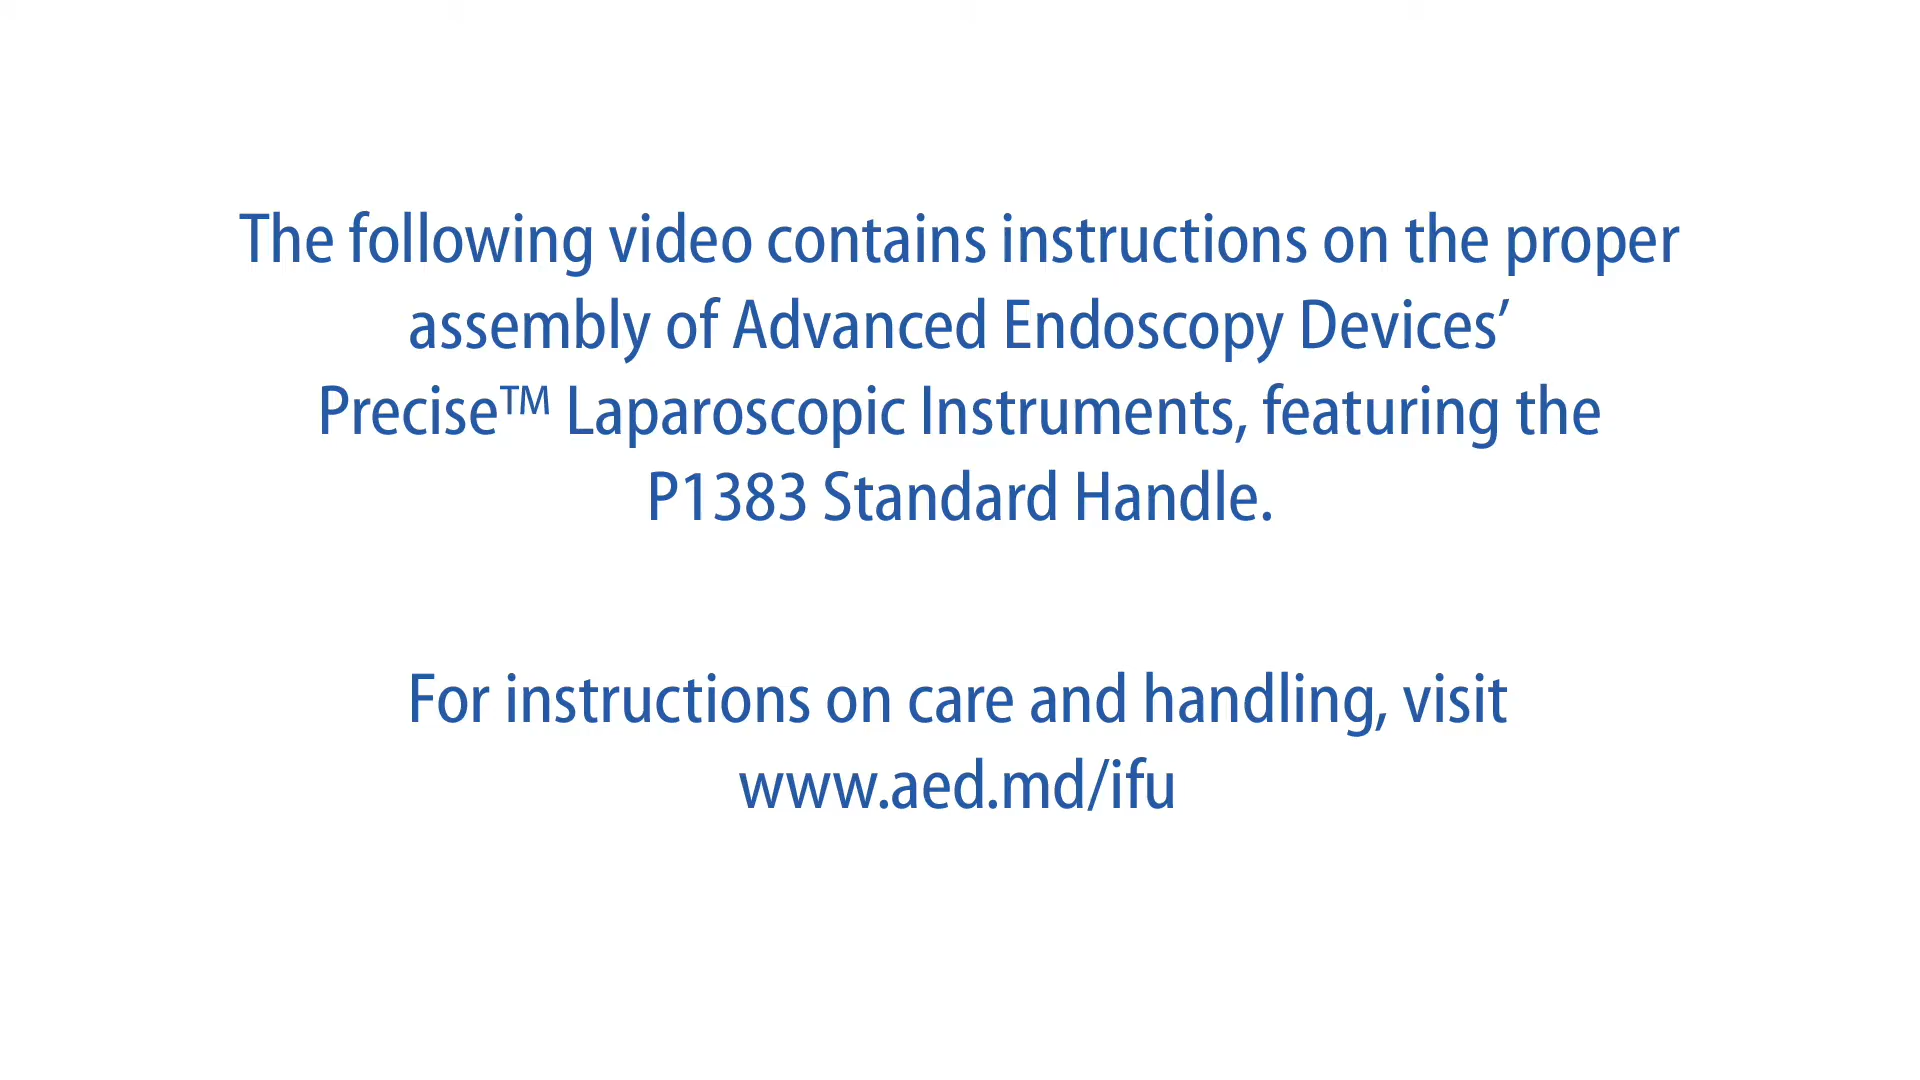 The following video contains instructions on the proper
assembly of Advanced Endoscopy Devices’
Precise™ Laparoscopic Instruments, featuring the
P1383 Standard Handle.
For instructions on care and handling, visit
www.aed.md/ifu